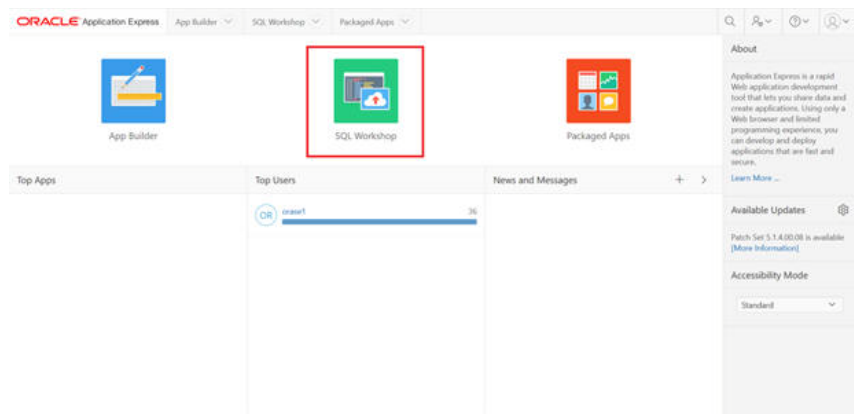 ORACLE Application Express App Builder SQL Workshop Packaged Apps
App Builder
SQL Workshop
Packaged Apps
Top Apps
Top Users
OR orase1 36
News and Messages
About
Application Express is a rapid
Web application development
tool that lets you share data and
create applications. Using only a
Web browser and limited
programming experience, you
can develop and deploy
applications that are fast and
secure.
Learn More ...
Available Updates
Patch Set 5.1.4.00.08 is available
[More Information]
Accessibility Mode
Standard